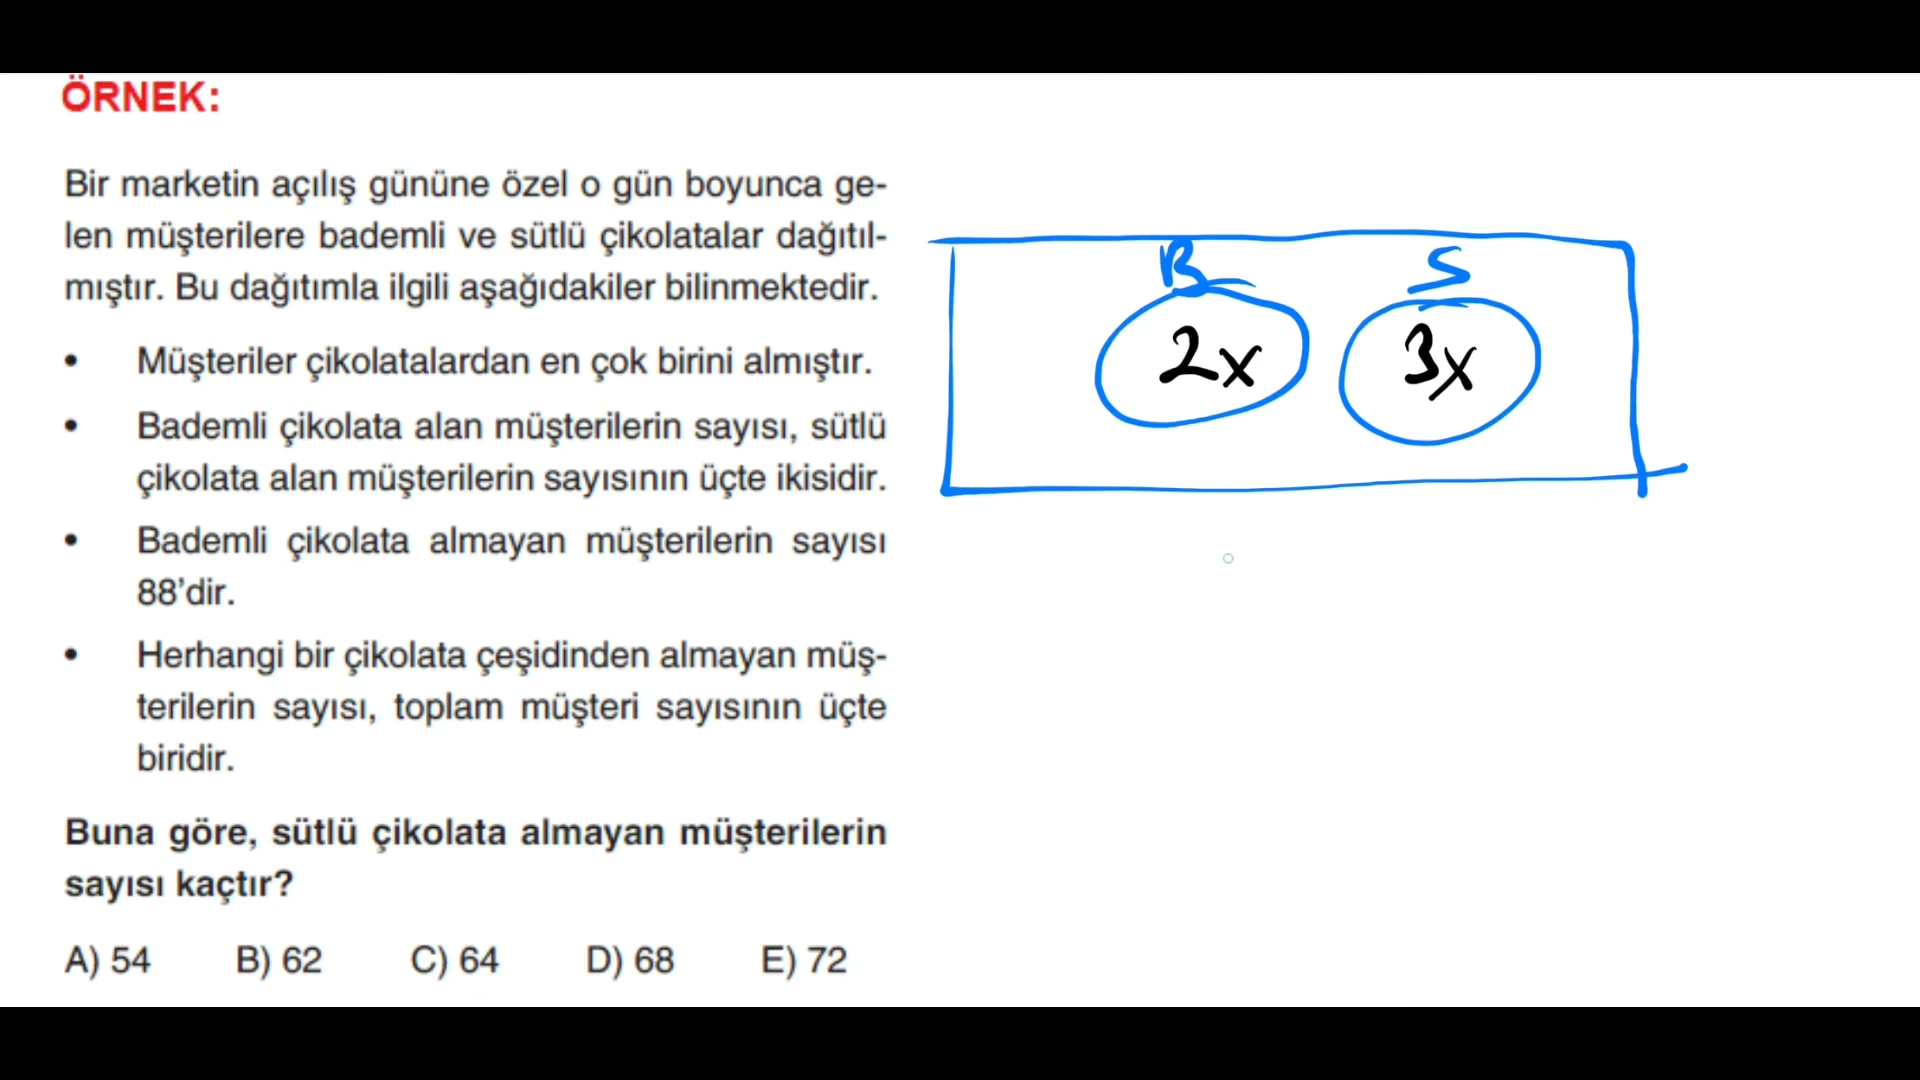 ÖRNEK:
Bir marketin açılış gününe özel o gün boyunca ge-
len müşterilere bademli ve sütlü çikolatalar dağıtıl-
mıştır. Bu dağıtımla ilgili aşağıdakiler bilinmektedir.
• Müşteriler çikolatalardan en çok birini almıştır.
• Bademli çikolata alan müşterilerin sayısı, sütlü
çikolata alan müşterilerin sayısının üçte ikisidir.
• Bademli çikolata almayan müşterilerin sayısı
88'dir.
• Herhangi bir çikolata çeşidinden almayan müş-
terilerin sayısı, toplam müşteri sayısının üçte
biridir.
Buna göre, sütlü çikolata almayan müşterilerin
sayısı kaçtır?
A) 54 B) 62 C) 64 D) 68 E) 72
B S
2x 3x